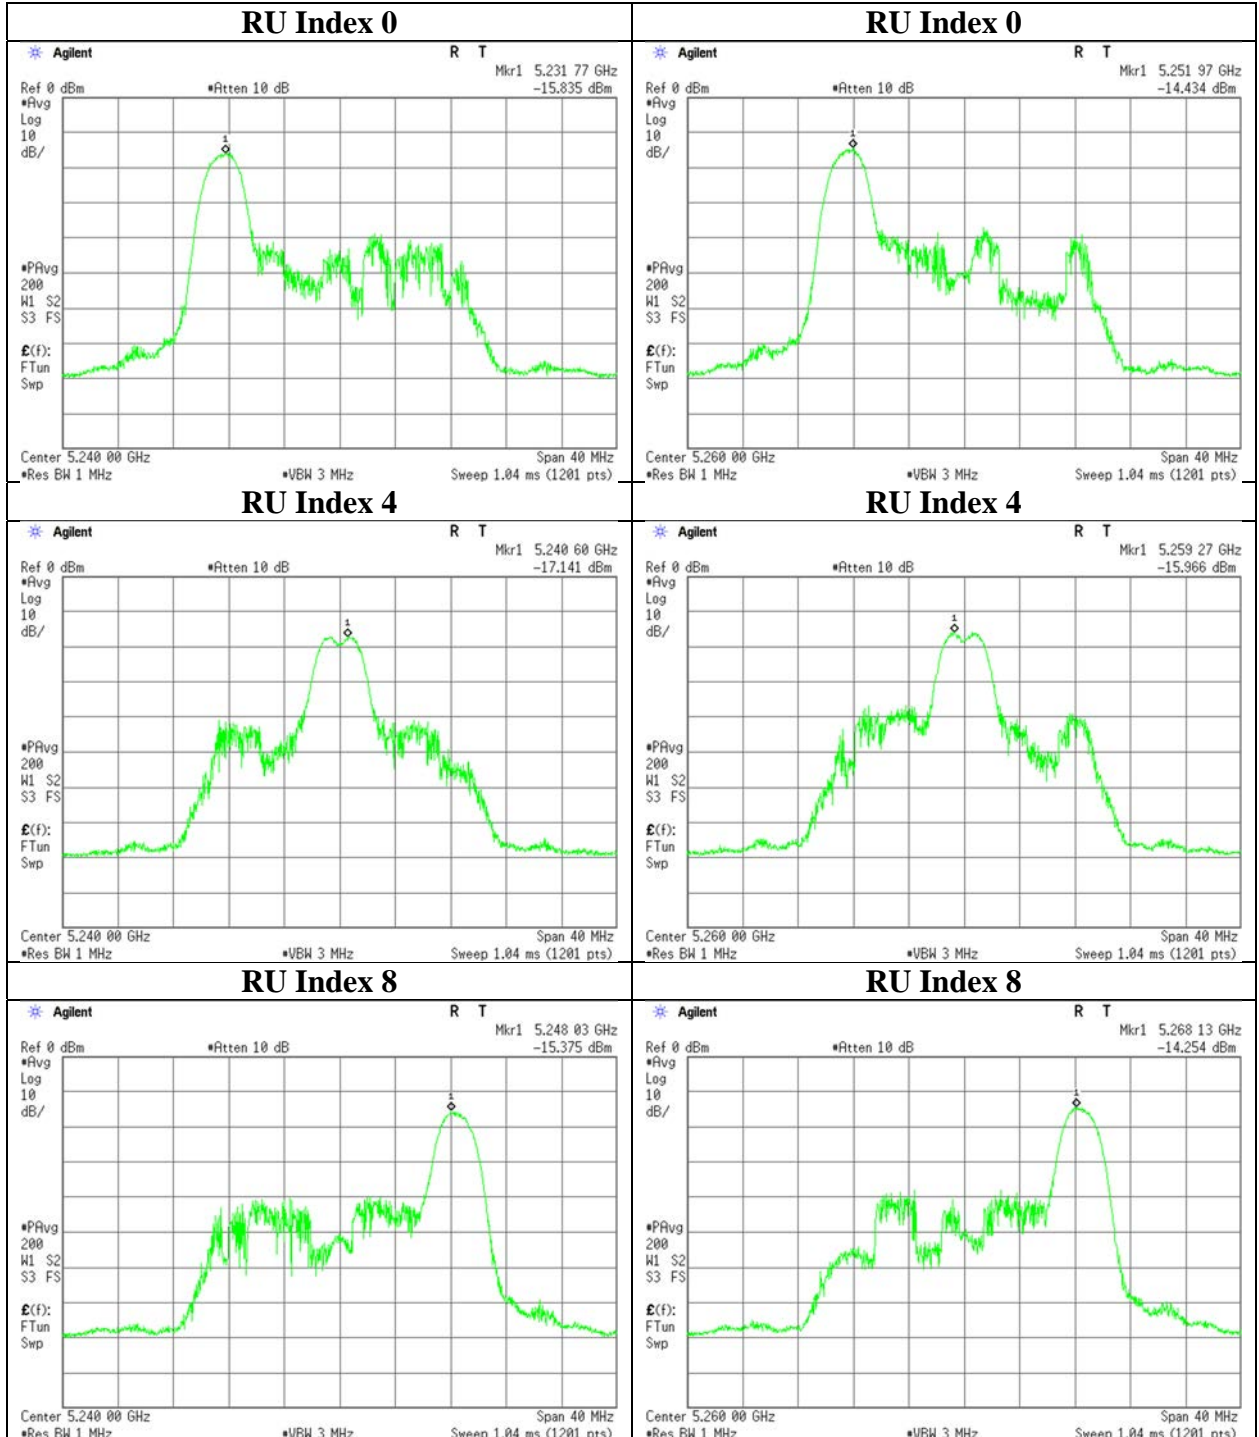 RU Index 0
Agilent R T
Mkr1 5.231 77 GHz
Ref 0 dBm #Atten 10 dB -15.835 dBm
#Avg
Log
10
dB/
1
#PAvg
200
W1 S2
S3 FS
£(f):
FTun
Swp
Center 5.240 00 GHz Span 40 MHz
#Res BW 1 MHz #VBW 3 MHz Sweep 1.04 ms (1201 pts)
RU Index 0
Agilent R T
Mkr1 5.251 97 GHz
Ref 0 dBm #Atten 10 dB -14.434 dBm
#Avg
Log
10
dB/
1
#PAvg
200
W1 S2
S3 FS
£(f):
FTun
Swp
Center 5.260 00 GHz Span 40 MHz
#Res BW 1 MHz #VBW 3 MHz Sweep 1.04 ms (1201 pts)
RU Index 4
Agilent R T
Mkr1 5.240 60 GHz
Ref 0 dBm #Atten 10 dB -17.141 dBm
#Avg
Log
10
dB/
1
#PAvg
200
W1 S2
S3 FS
£(f):
FTun
Swp
Center 5.240 00 GHz Span 40 MHz
#Res BW 1 MHz #VBW 3 MHz Sweep 1.04 ms (1201 pts)
RU Index 4
Agilent R T
Mkr1 5.259 27 GHz
Ref 0 dBm #Atten 10 dB -15.966 dBm
#Avg
Log
10
dB/
1
#PAvg
200
W1 S2
S3 FS
£(f):
FTun
Swp
Center 5.260 00 GHz Span 40 MHz
#Res BW 1 MHz #VBW 3 MHz Sweep 1.04 ms (1201 pts)
RU Index 8
Agilent R T
Mkr1 5.248 03 GHz
Ref 0 dBm #Atten 10 dB -15.375 dBm
#Avg
Log
10
dB/
1
#PAvg
200
W1 S2
S3 FS
£(f):
FTun
Swp
Center 5.240 00 GHz Span 40 MHz
#Res BW 1 MHz #VBW 3 MHz Sweep 1.04 ms (1201 pts)
RU Index 8
Agilent R T
Mkr1 5.268 13 GHz
Ref 0 dBm #Atten 10 dB -14.254 dBm
#Avg
Log
10
dB/
1
#PAvg
200
W1 S2
S3 FS
£(f):
FTun
Swp
Center 5.260 00 GHz Span 40 MHz
#Res BW 1 MHz #VBW 3 MHz Sweep 1.04 ms (1201 pts)